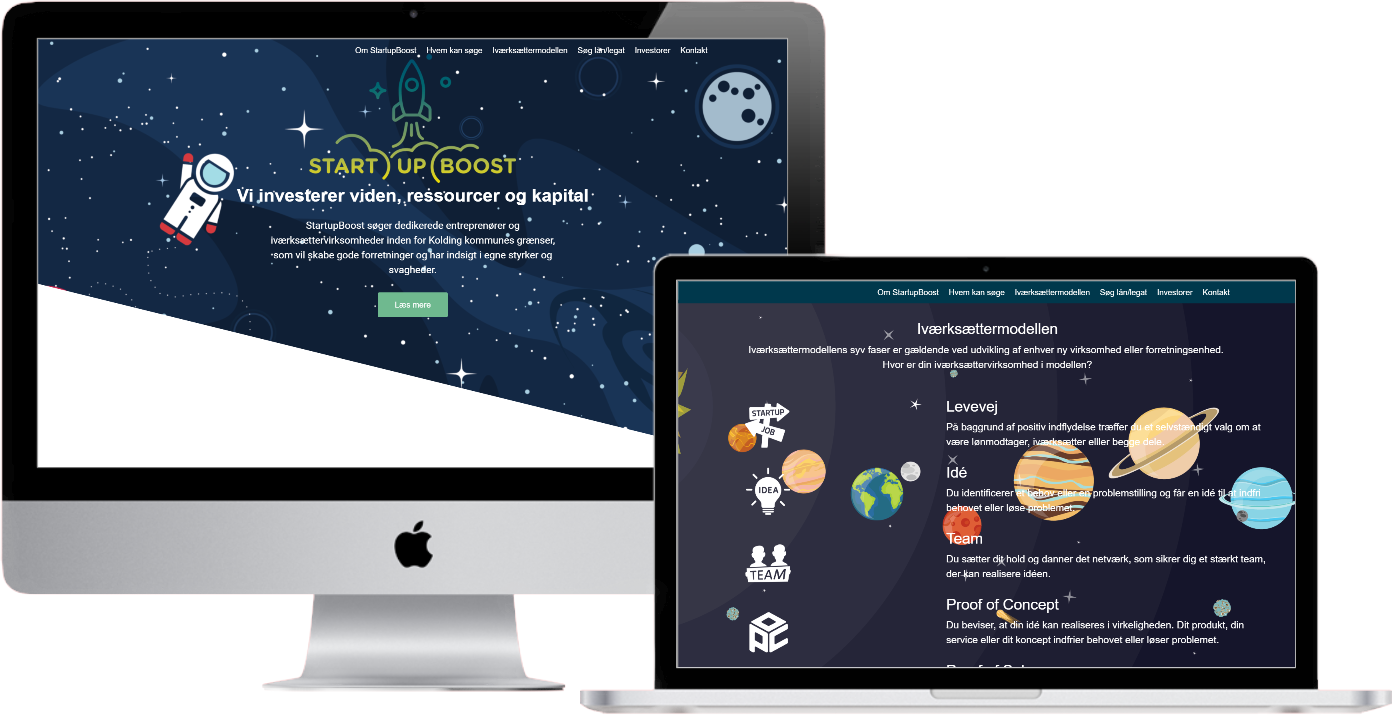 Om StartupBoost Hvem kan søge Iværksættermodellen Søg lån/legat Investorer Kontakt
START UP BOOST
Vi investerer viden, ressourcer og kapital
StartupBoost søger dedikerede entreprenører og
iværksættervirksomheder inden for Kolding kommunes grænser,
som vil skabe gode forretninger og har indsigt i egne styrker og
svagheder.
Læs mere
Om StartupBoost Hvem kan søge Iværksættermodellen Søg lån/legat Investorer Kontakt
Iværksættermodellen
Iværksættermodellens syv faser er gældende ved udvikling af enhver ny virksomhed eller forretningsenhed.
Hvor er din iværksættervirksomhed i modellen?
STARTUP
JOB
Levevej
På baggrund af positiv indflydelse træffer du et selvstændigt valg om at
være lønmodtager, iværksætter elller begge dele.
IDEA
Idé
Du identificerer et behov eller en problemstilling og får en idé til at indfri
behovet eller løse problemet.
TEAM
Team
Du sætter dit hold og danner det netværk, som sikrer dig et stærkt team,
der kan realisere idéen.
POC
Proof of Concept
Du beviser, at din idé kan realiseres i virkeligheden. Dit produkt, din
service eller dit koncept indfrier behovet eller løser problemet.